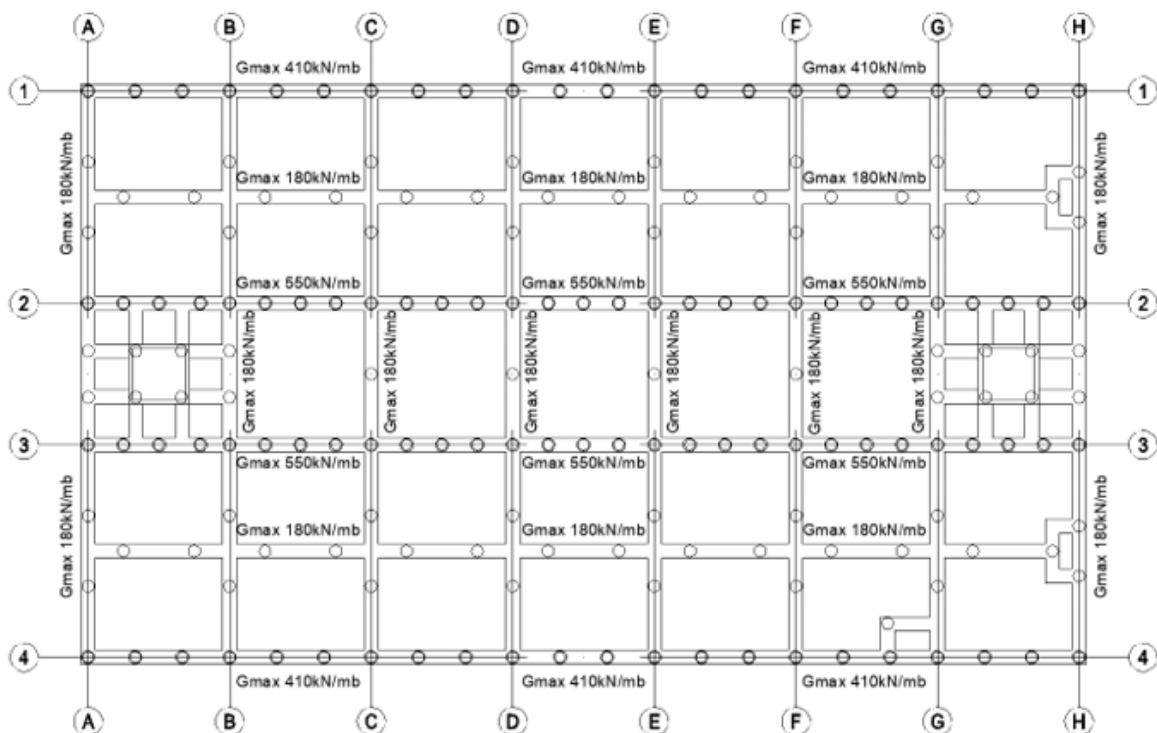 A B C D E F G H
Gmax 410kN/mb Gmax 410kN/mb Gmax 410kN/mb
1 1
Gmax 180kN/mb Gmax 180kN/mb
Gmax 180kN/mb Gmax 180kN/mb Gmax 180kN/mb
Gmax 550kN/mb Gmax 550kN/mb Gmax 550kN/mb
2 2
Gmax 180kN/mb Gmax 180kN/mb Gmax 180kN/mb Gmax 180kN/mb Gmax 180kN/mb Gmax 180kN/mb
3 3
Gmax 550kN/mb Gmax 550kN/mb Gmax 550kN/mb
Gmax 180kN/mb Gmax 180kN/mb
Gmax 180kN/mb Gmax 180kN/mb Gmax 180kN/mb
4 4
Gmax 410kN/mb Gmax 410kN/mb Gmax 410kN/mb
A B C D E F G H